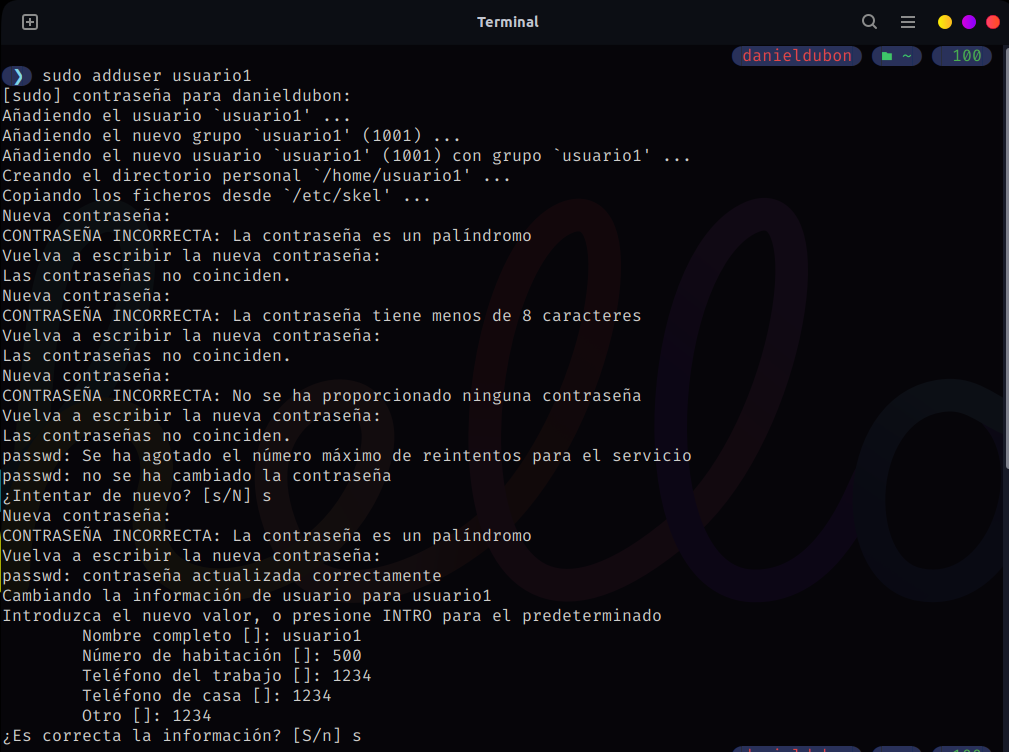 Terminal
danieldubon ~ 100
❯ sudo adduser usuario1
[sudo] contraseña para danieldubon:
Añadiendo el usuario `usuario1' ...
Añadiendo el nuevo grupo `usuario1' (1001) ...
Añadiendo el nuevo usuario `usuario1' (1001) con grupo `usuario1' ...
Creando el directorio personal `/home/usuario1' ...
Copiando los ficheros desde `/etc/skel' ...
Nueva contraseña:
CONTRASEÑA INCORRECTA: La contraseña es un palíndromo
Vuelva a escribir la nueva contraseña:
Las contraseñas no coinciden.
Nueva contraseña:
CONTRASEÑA INCORRECTA: La contraseña tiene menos de 8 caracteres
Vuelva a escribir la nueva contraseña:
Las contraseñas no coinciden.
Nueva contraseña:
CONTRASEÑA INCORRECTA: No se ha proporcionado ninguna contraseña
Vuelva a escribir la nueva contraseña:
Las contraseñas no coinciden.
passwd: Se ha agotado el número máximo de reintentos para el servicio
passwd: no se ha cambiado la contraseña
¿Intentar de nuevo? [s/N] s
Nueva contraseña:
CONTRASEÑA INCORRECTA: La contraseña es un palíndromo
Vuelva a escribir la nueva contraseña:
passwd: contraseña actualizada correctamente
Cambiando la información de usuario para usuario1
Introduzca el nuevo valor, o presione INTRO para el predeterminado
Nombre completo []: usuario1
Número de habitación []: 500
Teléfono del trabajo []: 1234
Teléfono de casa []: 1234
Otro []: 1234
¿Es correcta la información? [S/n] s